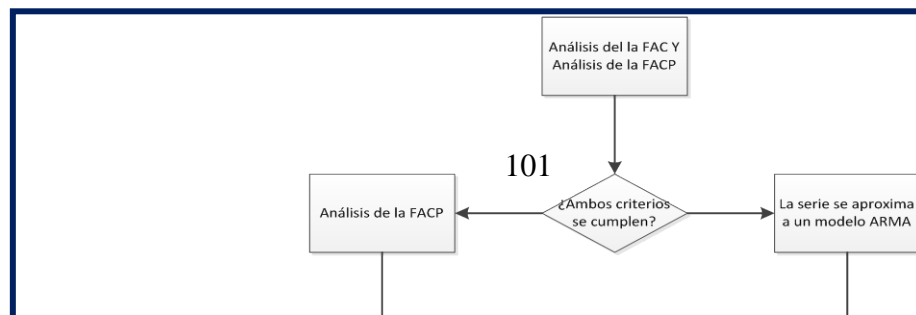 Análisis del la FAC Y
Análisis de la FACP
101
Análisis de la FACP
¿Ambos criterios
se cumplen?
La serie se aproxima
a un modelo ARMA